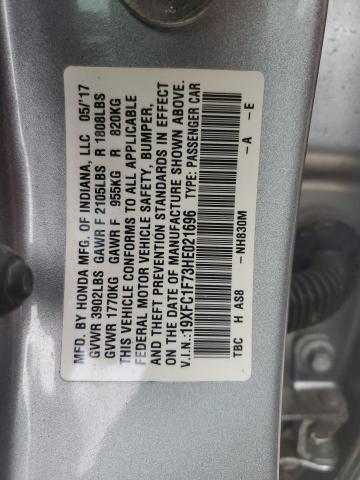 MFD. BY HONDA MFG. OF INDIANA, LLC 05/'17
GVWR 3902LBS GAWR F 2105LBS R 1808LBS
GVWR 1770KG GAWR F 955KG R 820KG
THIS VEHICLE CONFORMS TO ALL APPLICABLE
FEDERAL MOTOR VEHICLE SAFETY, BUMPER,
AND THEFT PREVENTION STANDARDS IN EFFECT
ON THE DATE OF MANUFACTURE SHOWN ABOVE.
V.I.N.:19XFC1F73HE021696 TYPE: PASSENGER CAR
TBC H AS8 -NH830M -A -E